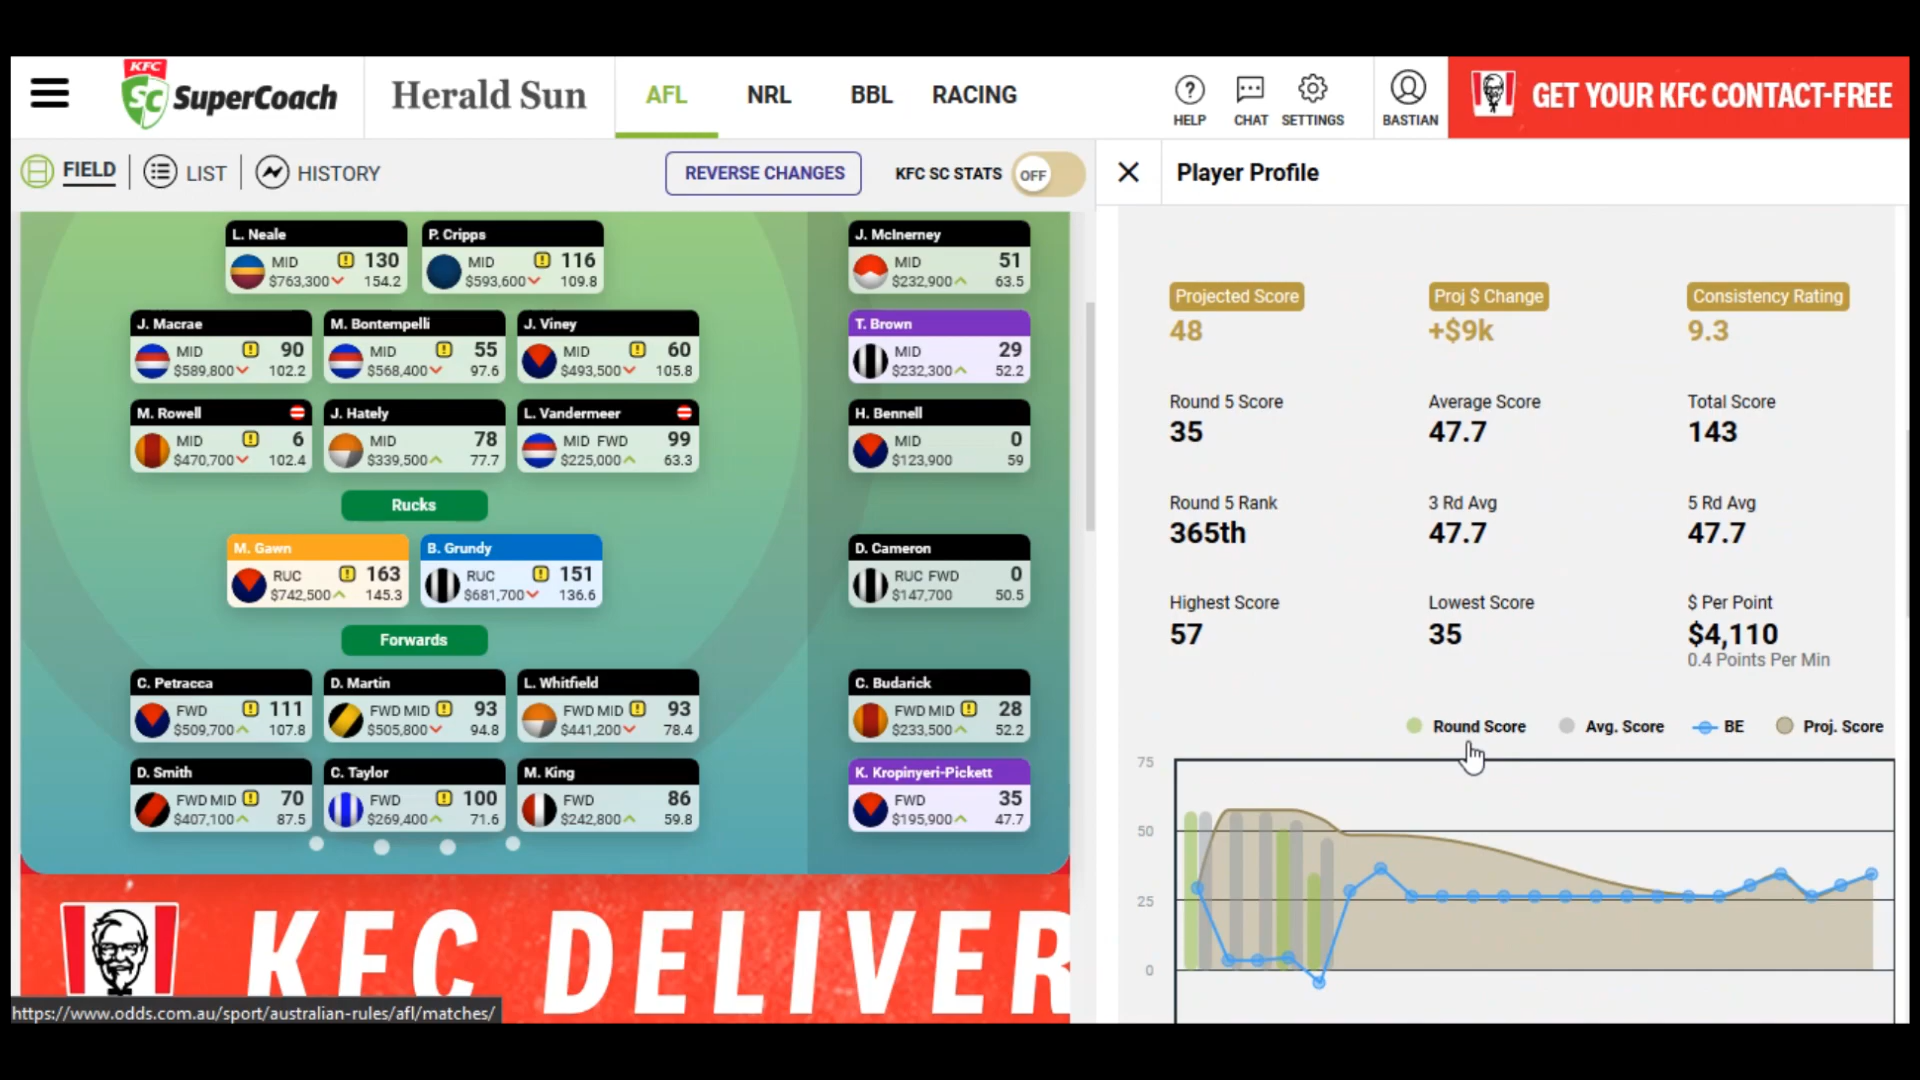 KFC
SC SuperCoach
Herald Sun
AFL
NRL
BBL
RACING
HELP
CHAT
SETTINGS
BASTIAN
GET YOUR KFC CONTACT-FREE
FIELD
LIST
HISTORY
REVERSE CHANGES
KFC SC STATS
OFF
Player Profile
L. Neale
MID ! 130
$763,300 154.2
P. Cripps
MID ! 116
$593,600 109.8
J. McInerney
MID 51
$232,900 63.5
J. Macrae
MID ! 90
$589,800 102.2
M. Bontempelli
MID ! 55
$568,400 97.6
J. Viney
MID ! 60
$493,500 105.8
T. Brown
MID 29
$232,300 52.2
M. Rowell
MID ! 6
$470,700 102.4
J. Hately
MID 78
$339,500 77.7
L. Vandermeer
MID FWD 99
$225,000 63.3
H. Bennell
MID 0
$123,900 59
Rucks
M. Gawn
RUC ! 163
$742,500 145.3
B. Grundy
RUC ! 151
$681,700 136.6
D. Cameron
RUC FWD 0
$147,700 50.5
Forwards
C. Petracca
FWD ! 111
$509,700 107.8
D. Martin
FWD MID ! 93
$505,800 94.8
L. Whitfield
FWD MID ! 93
$441,200 78.4
C. Budarick
FWD MID ! 28
$233,500 52.2
D. Smith
FWD MID ! 70
$407,100 87.5
C. Taylor
FWD ! 100
$269,400 71.6
M. King
FWD 86
$242,800 59.8
K. Kropinyeri-Pickett
FWD 35
$195,900 47.7
KFC DELIVER
https://www.odds.com.au/sport/australian-rules/afl/matches/
Projected Score
48
Proj $ Change
+$9k
Consistency Rating
9.3
Round 5 Score
35
Average Score
47.7
Total Score
143
Round 5 Rank
365th
3 Rd Avg
47.7
5 Rd Avg
47.7
Highest Score
57
Lowest Score
35
$ Per Point
$4,110
0.4 Points Per Min
Round Score
Avg. Score
BE
Proj. Score
75
50
25
0